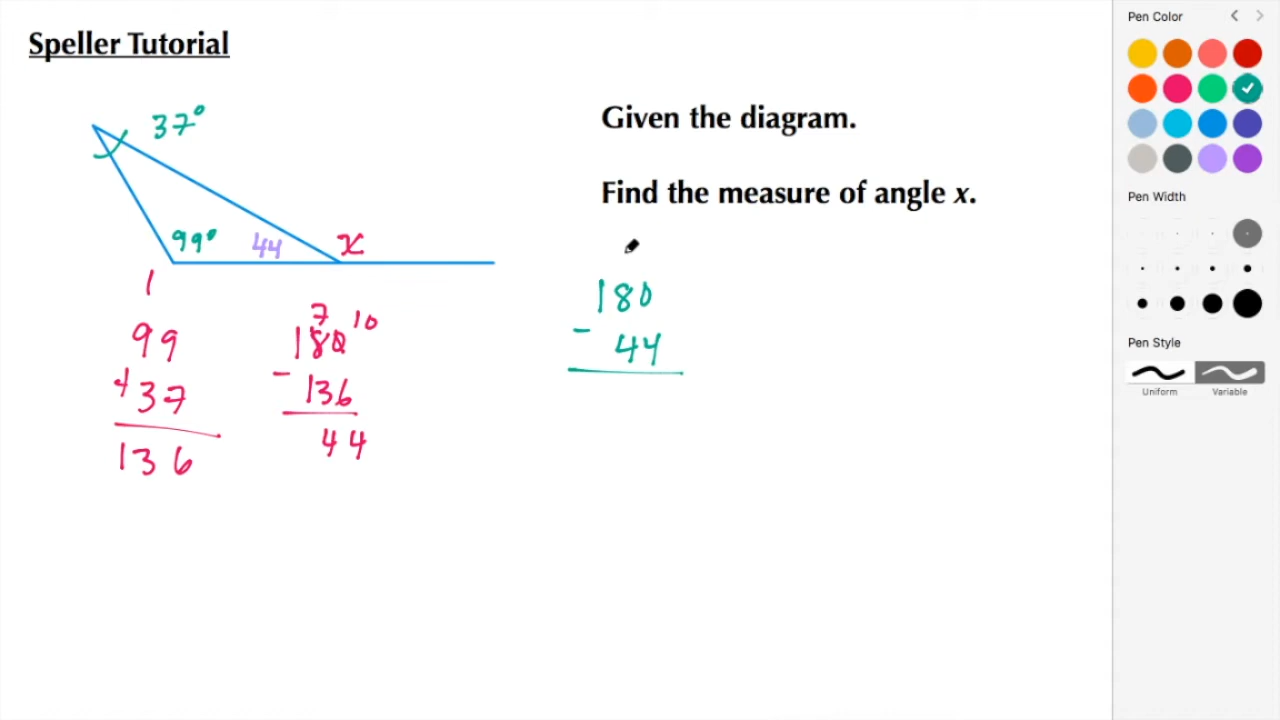 Speller Tutorial
37°
99°
44
x
Given the diagram.
Find the measure of angle x.
1
99
+37
136
7 10
180
-136
44
180
- 44
Pen Color
Pen Width
Pen Style
Uniform
Variable